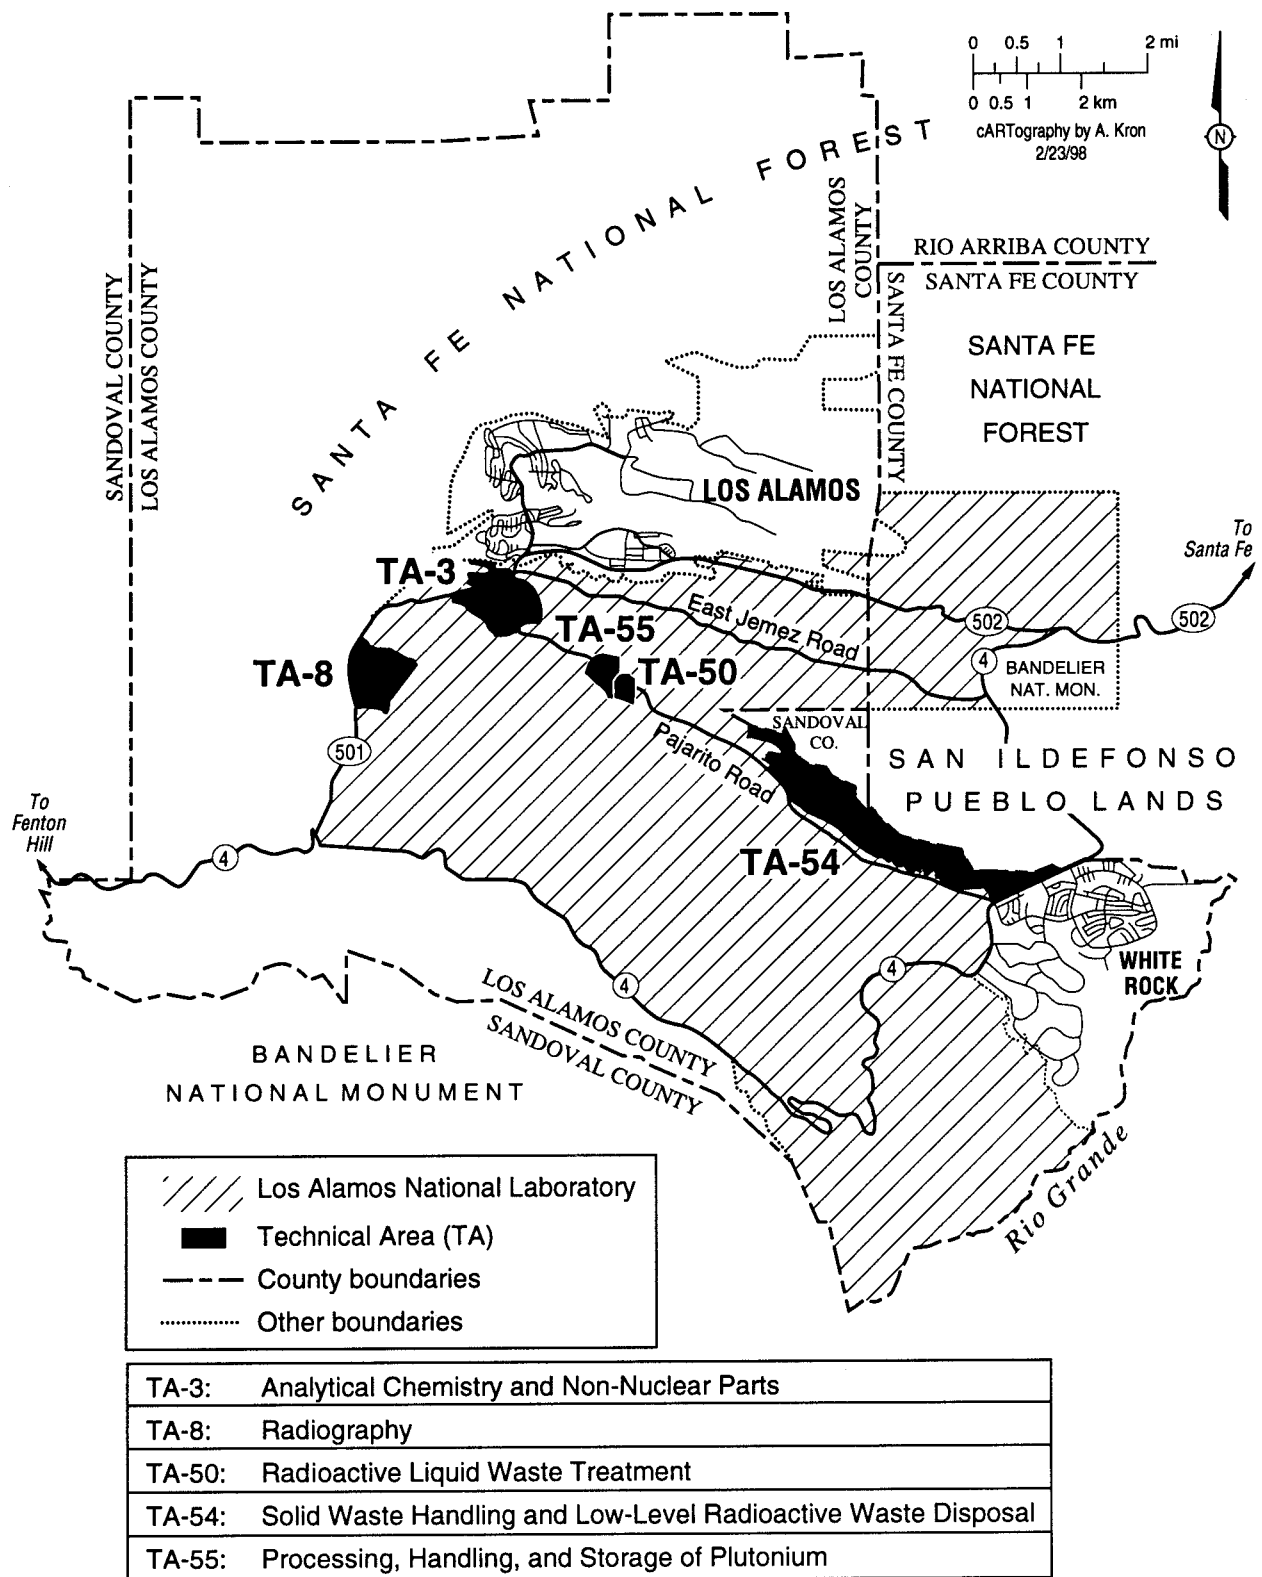 0 0.5 1 2 mi
0 0.5 1 2 km
cARTography by A. Kron
2/23/98
N
SANTA FE NATIONAL FOREST
LOS ALAMOS
COUNTY
RIO ARRIBA COUNTY
SANTA FE COUNTY
SANTA FE COUNTY
SANDOVAL COUNTY
LOS ALAMOS COUNTY
SANTA FE
NATIONAL
FOREST
LOS ALAMOS
To
Santa Fe
TA-3
East Jemez Road
502
502
TA-55
TA-8
TA-50
4
BANDELIER
NAT. MON.
SANDOVAL
CO.
Pajarito Road
501
SAN ILDEFONSO
PUEBLO LANDS
To
Fenton
Hill
4
TA-54
WHITE
ROCK
4
4
LOS ALAMOS COUNTY
SANDOVAL COUNTY
BANDELIER
NATIONAL MONUMENT
Rio Grande
Los Alamos National Laboratory
Technical Area (TA)
County boundaries
Other boundaries
TA-3: Analytical Chemistry and Non-Nuclear Parts
TA-8: Radiography
TA-50: Radioactive Liquid Waste Treatment
TA-54: Solid Waste Handling and Low-Level Radioactive Waste Disposal
TA-55: Processing, Handling, and Storage of Plutonium